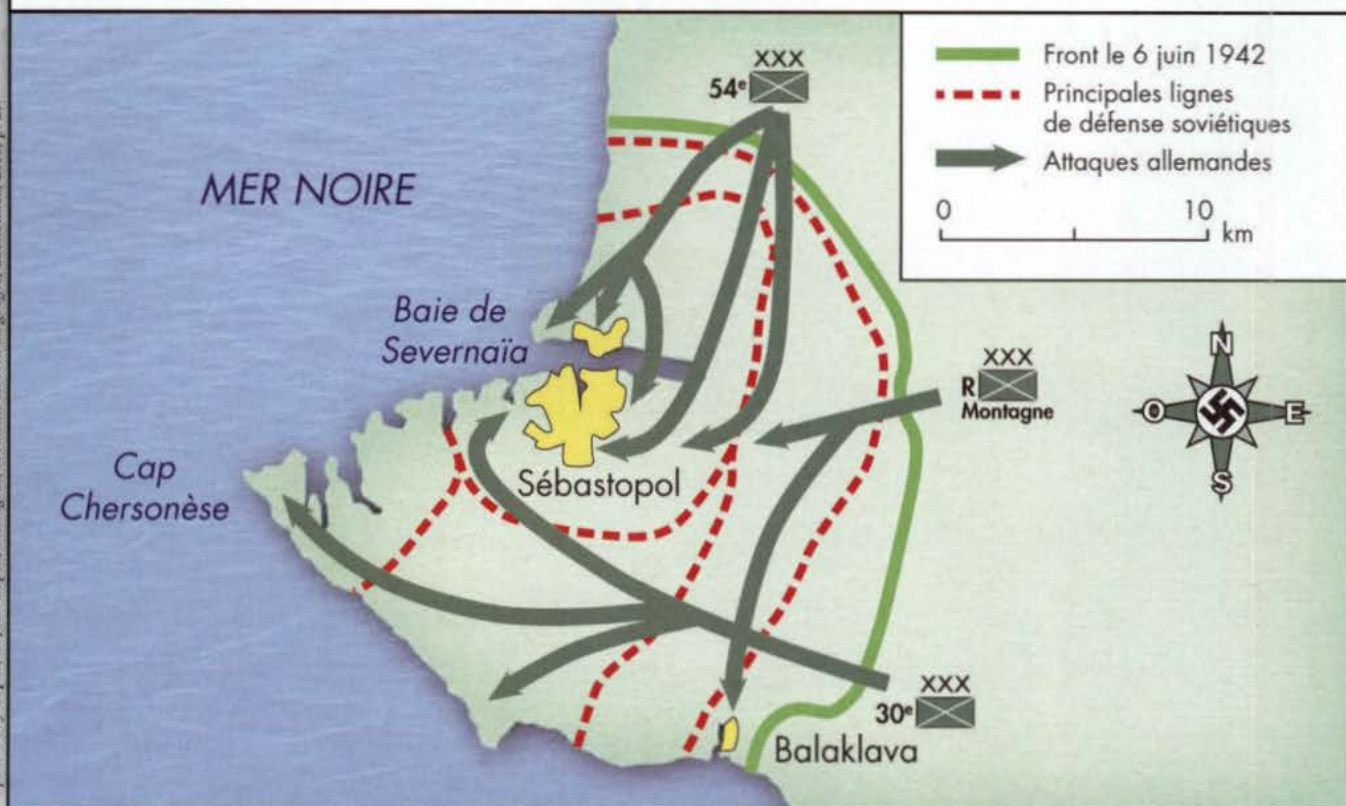 Front le 6 juin 1942
Principales lignes
de défense soviétiques
Attaques allemandes
0 10
km
XXX
54e
MER NOIRE
Baie de
Severnaïa
XXX
R
Montagne
N
O E
S
Cap
Chersonèse
Sébastopol
XXX
30e
Balaklava